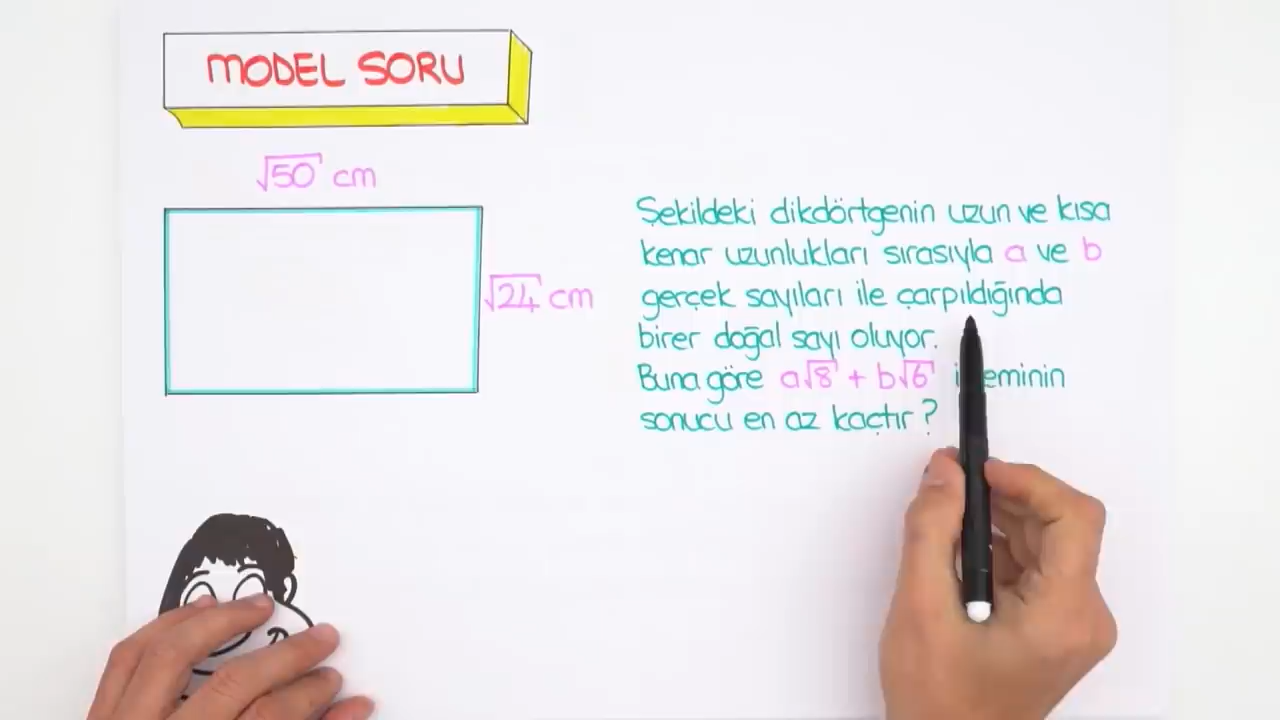 MODEL SORU
√50 cm
√24 cm
Şekildeki dikdörtgenin uzun ve kısa
kenar uzunlukları sırasıyla a ve b
gerçek sayıları ile çarpıldığında
birer doğal sayı oluyor.
Buna göre a√8 + b√6 eminin
sonucu en az kaçtır?